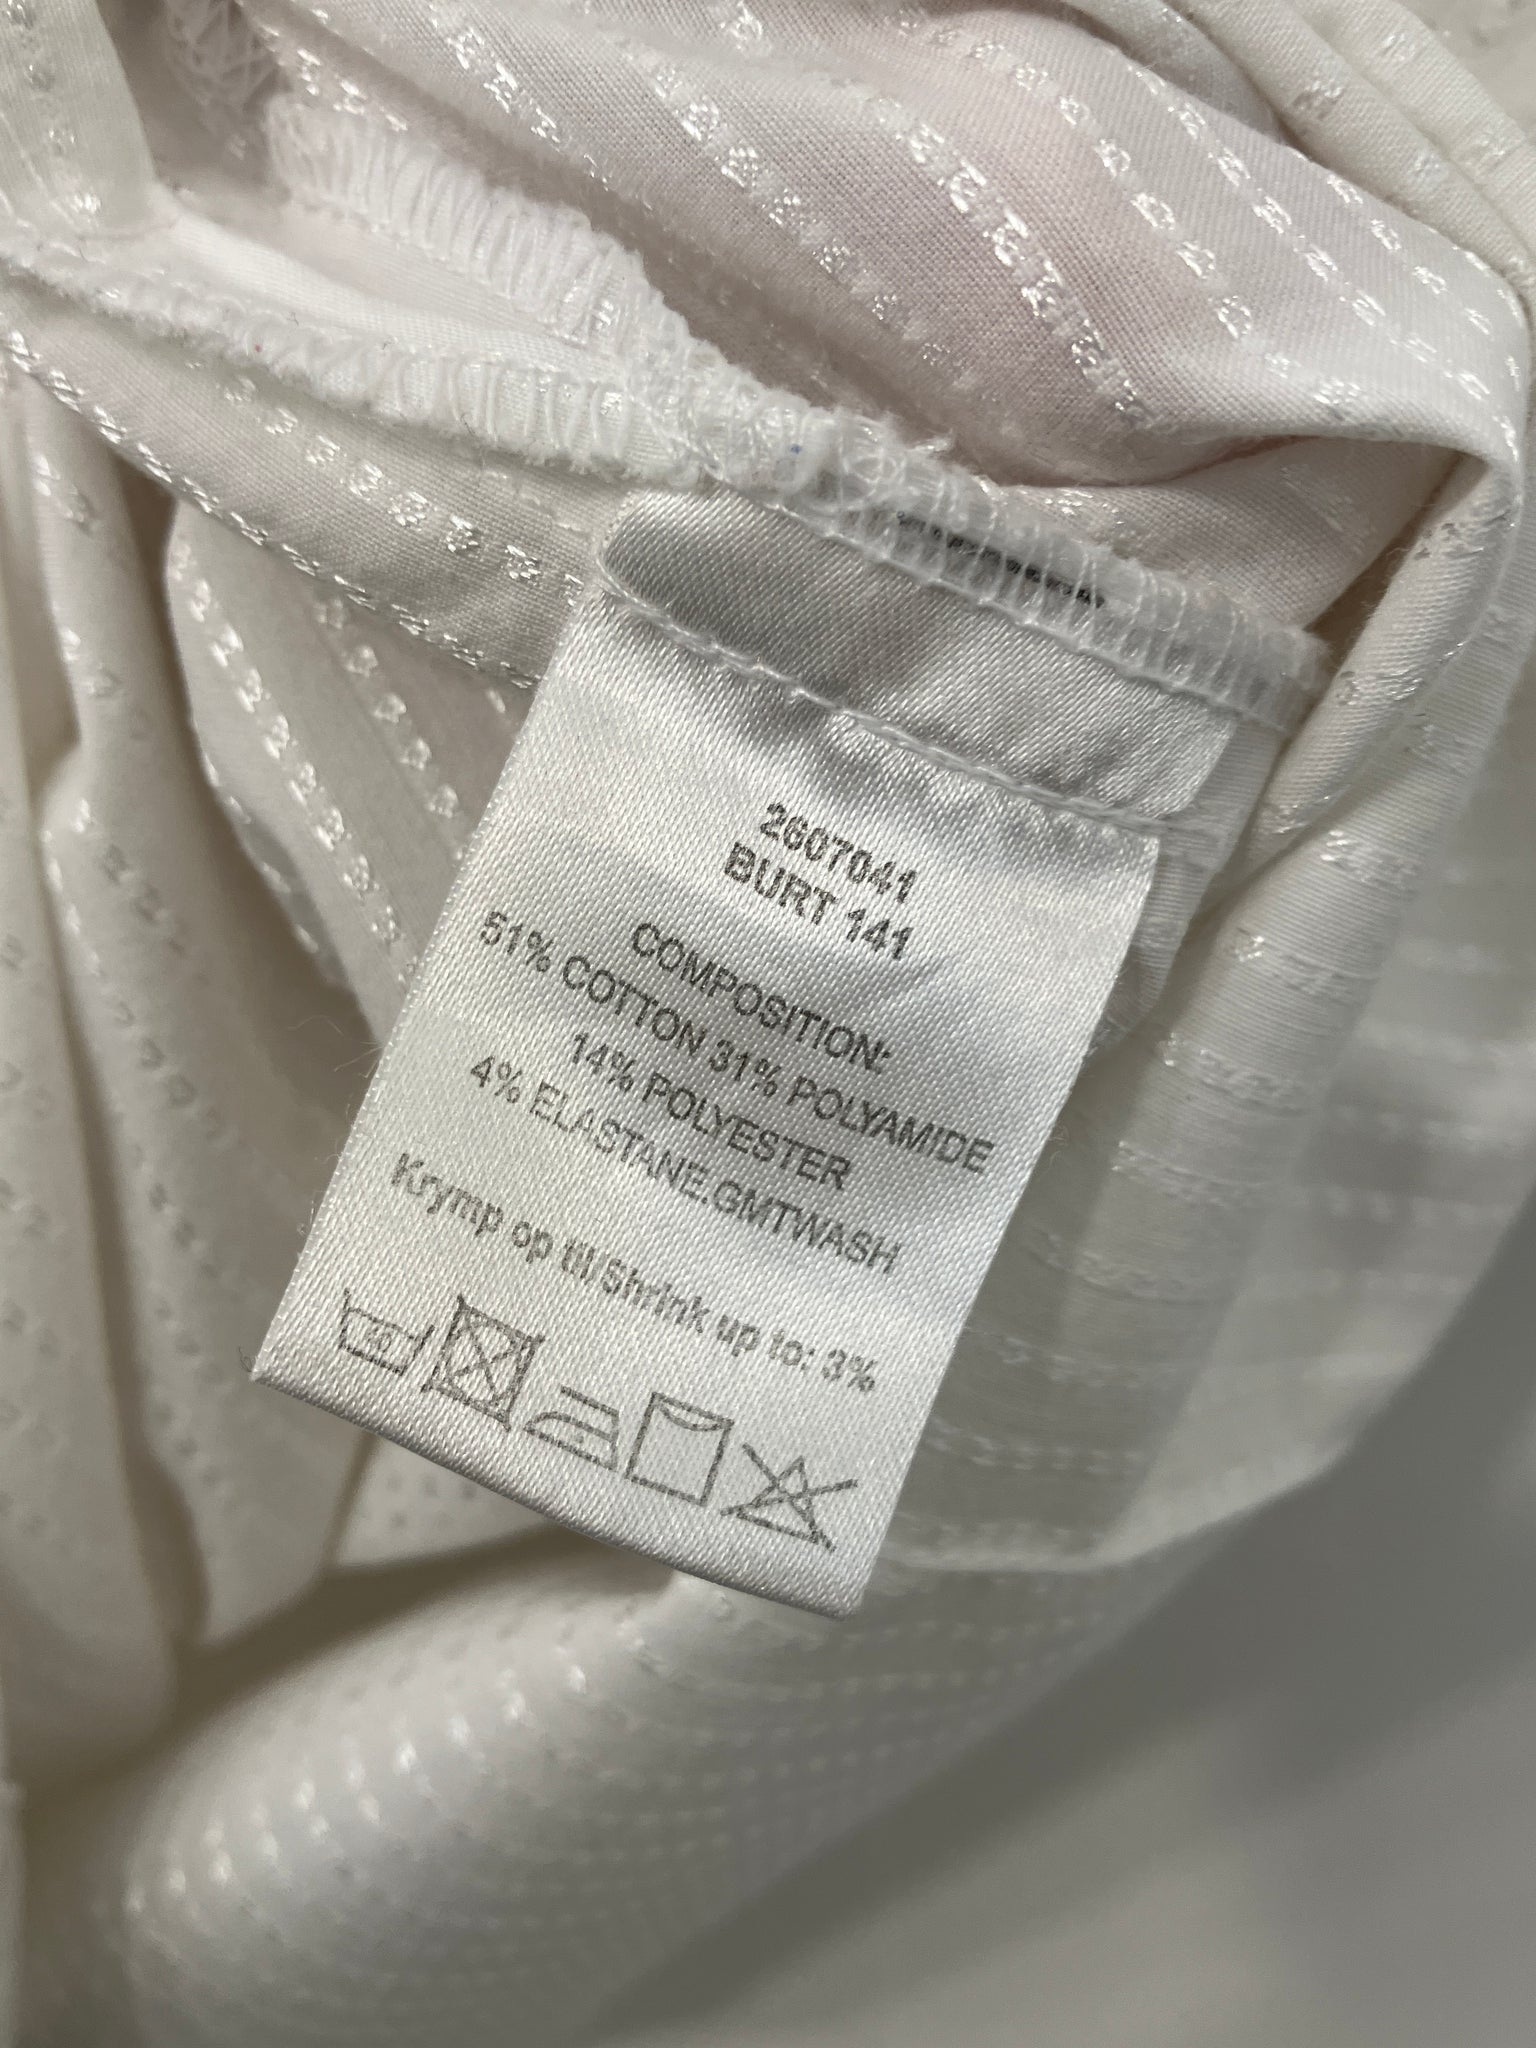 2607041
BURT 141
COMPOSITION:
51% COTTON 31% POLYAMIDE
14% POLYESTER
4% ELASTANE.GMTWASH
Krymp op til/Shrink up to: 3%
40